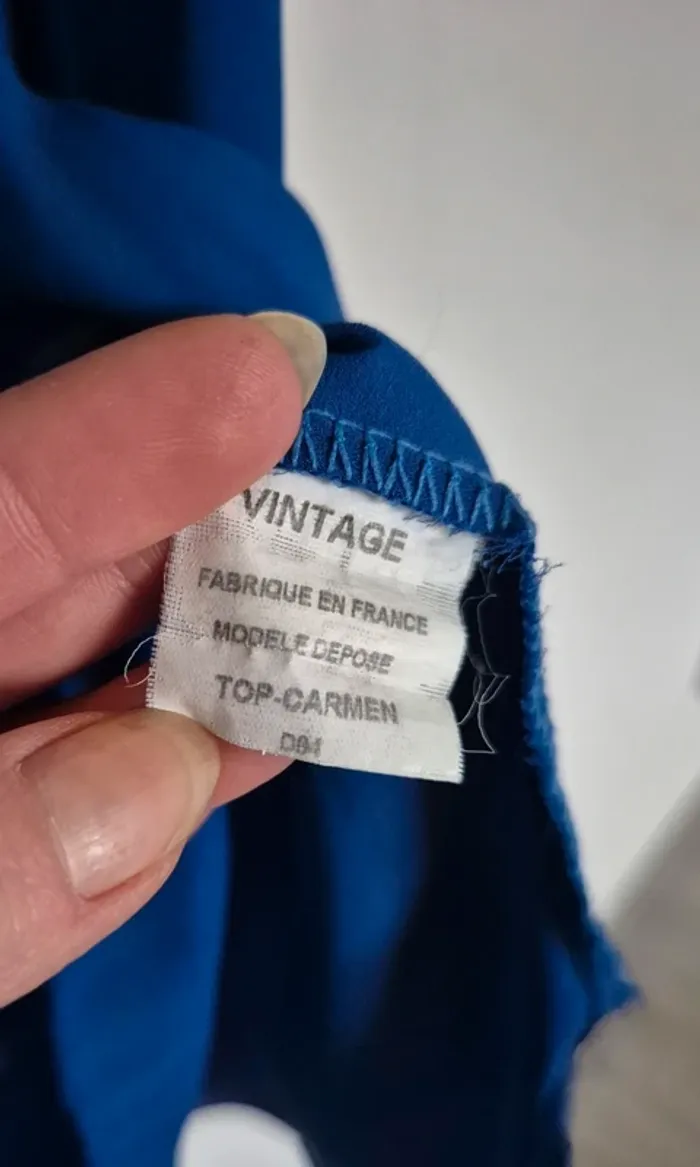 VINTAGE
FABRIQUE EN FRANCE
MODELE DEPOSE
TOP-CARMEN